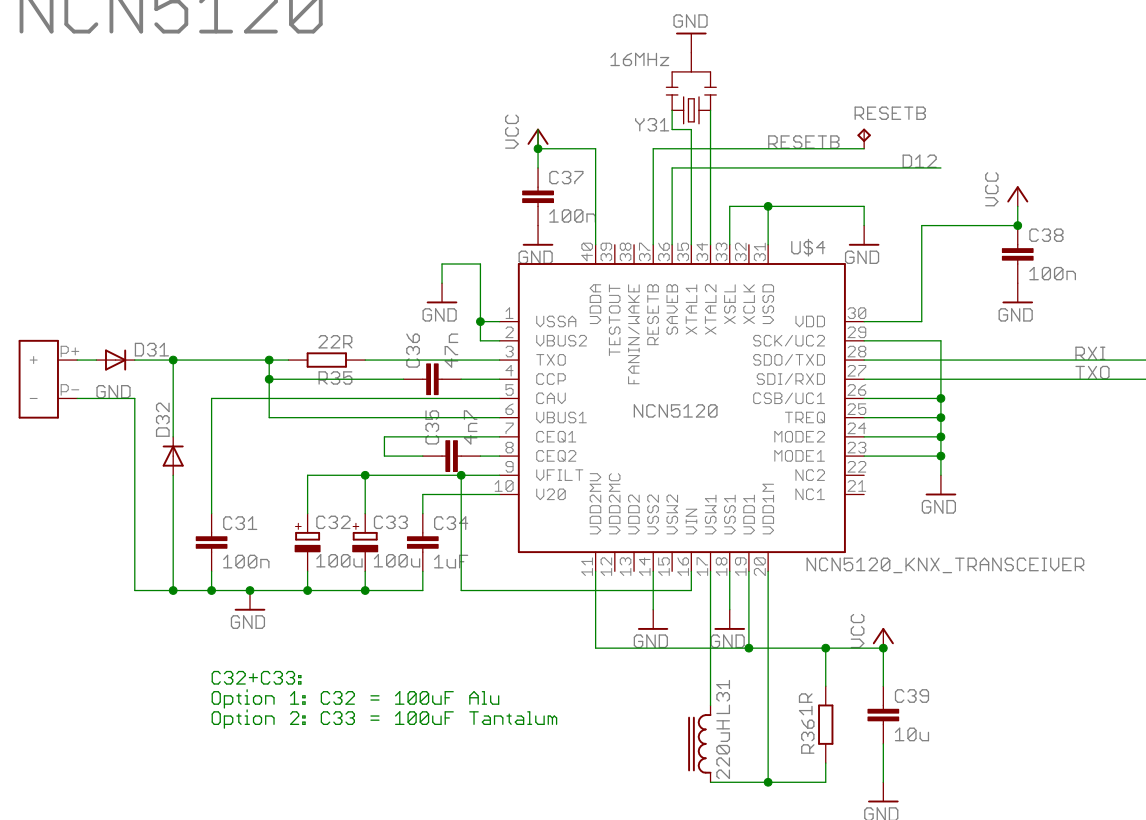 NCN5120
GND
16MHz
Y31
RESETB
RESETB
D12
VCC
C37
100n
GND
VCC
C38
100n
GND
U$4
GND
40
39
38
37
36
35
34
33
32
31
VDDA
TESTOUT
FANIN/WAKE
RESETB
SAVEB
XTAL1
XTAL2
XSEL
XCLK
VSSD
GND
1 VSSA
2 VBUS2
3 TXO
4 CCP
5 CAV
6 VBUS1
7 CEQ1
8 CEQ2
9 VFILT
10 V20
VDD 30
SCK/UC2 29
SDO/TXD 28
SDI/RXD 27
CSB/UC1 26
TREQ 25
MODE2 24
MODE1 23
NC2 22
NC1 21
RXI
TXO
NCN5120
+ P+
- P-
D31
GND
D32
22R
R35
C36
47n
C35
4n7
C31
100n
+ C32
100u
+ C33
100u
C34
1uF
GND
VDD2MV
VDD2MC
VDD2
VSS2
VSW2
VIN
VSW1
VSS1
VDD1
VDD1M
11
12
13
14
15
16
17
18
19
20
GND
NCN5120_KNX_TRANSCEIVER
GND
GND
VCC
C32+C33:
Option 1: C32 = 100uF Alu
Option 2: C33 = 100uF Tantalum
L31
220uH
R36
1R
C39
10u
GND